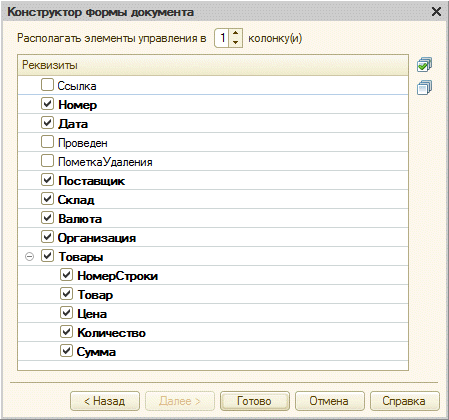 Конструктор формы документа
Располагать элементы управления в 1 колонку(и)
Реквизиты
Ссылка
Номер
Дата
Проведен
ПометкаУдаления
Поставщик
Склад
Валюта
Организация
Товары
НомерСтроки
Товар
Цена
Количество
Сумма
< Назад Далее > Готово Отмена Справка